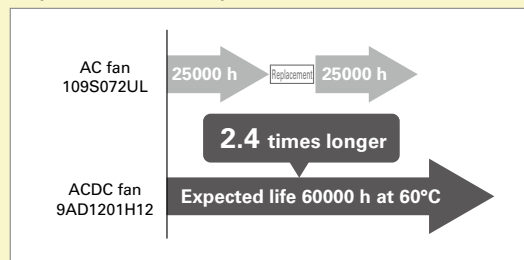 AC fan
109S072UL
25000 h
Replacement
25000 h
2.4 times longer
ACDC fan
9AD1201H12
Expected life 60000 h at 60°C